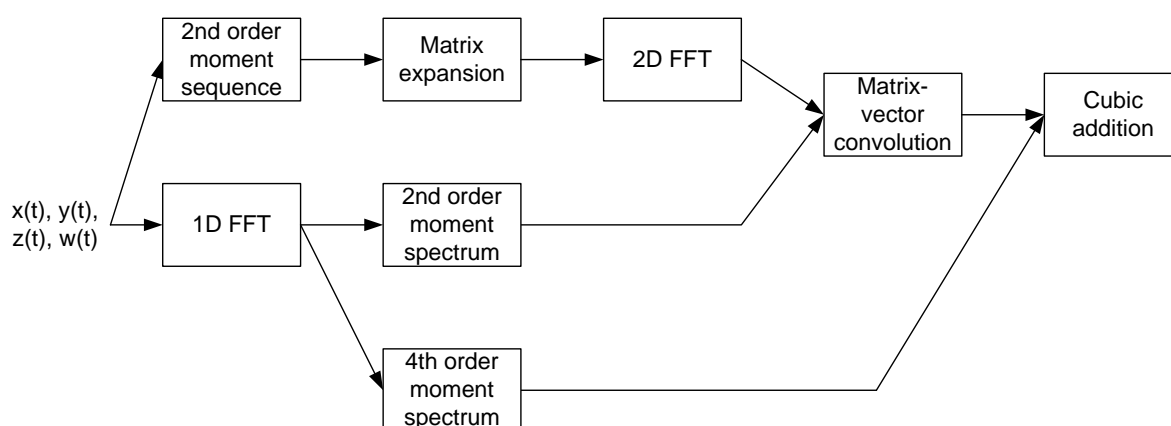 2nd order
moment
sequence
Matrix
expansion
2D FFT
Matrix-
vector
convolution
Cubic
addition
x(t), y(t),
z(t), w(t)
1D FFT
2nd order
moment
spectrum
4th order
moment
spectrum